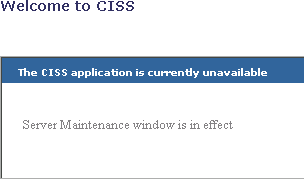 Welcome to CISS
The CISS application is currently unavailable
Server Maintenance window is in effect